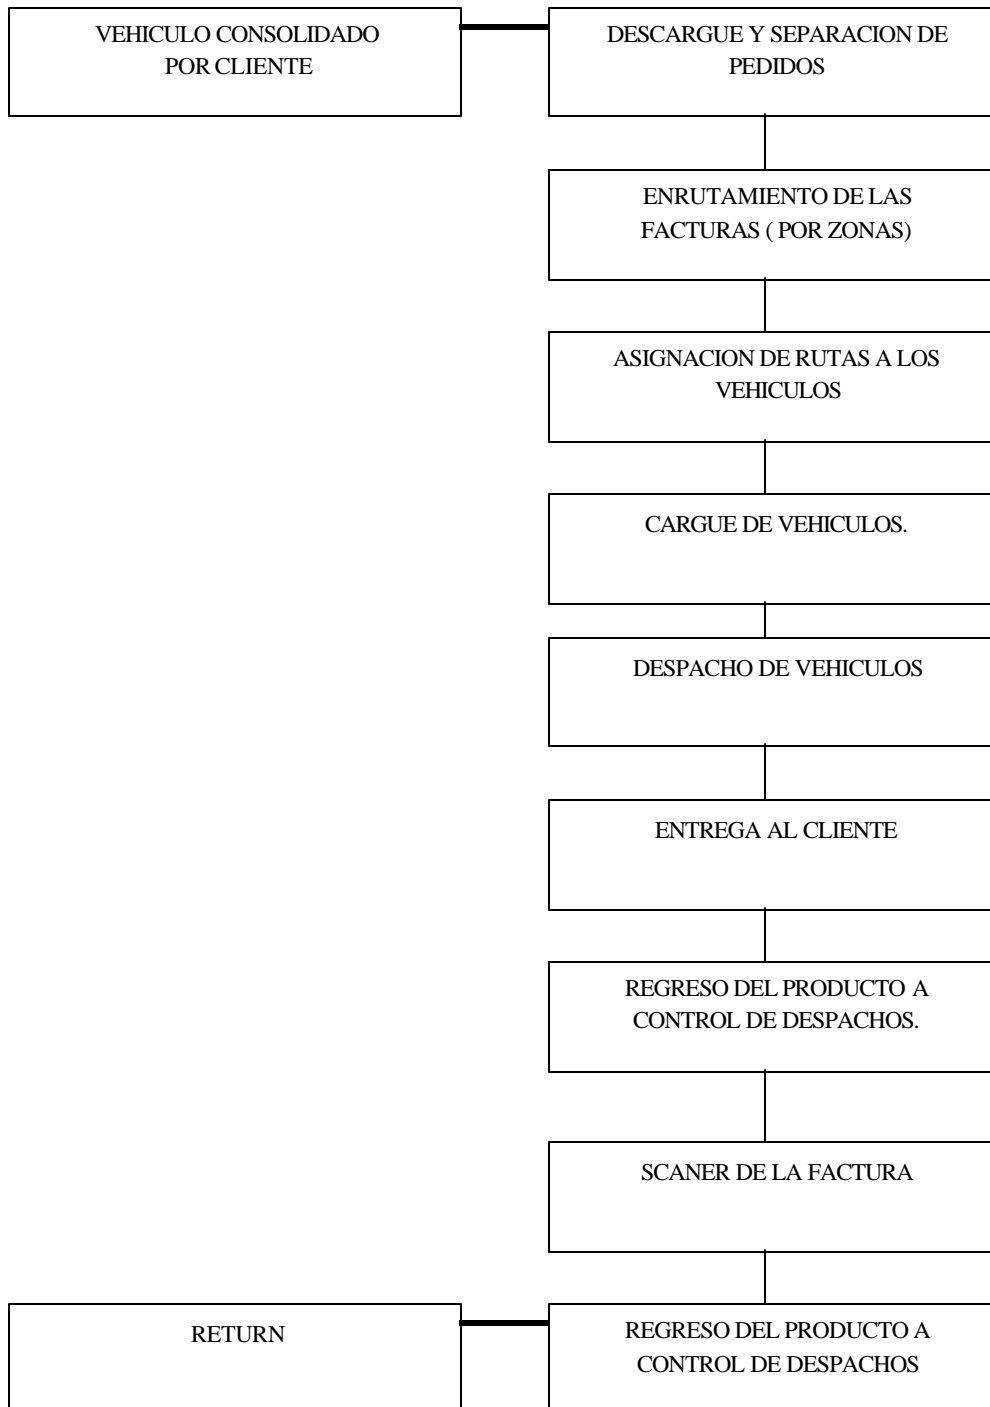 VEHICULO CONSOLIDADO
POR CLIENTE
DESCARGUE Y SEPARACION DE
PEDIDOS
ENRUTAMIENTO DE LAS
FACTURAS ( POR ZONAS)
ASIGNACION DE RUTAS A LOS
VEHICULOS
CARGUE DE VEHICULOS.
DESPACHO DE VEHICULOS
ENTREGA AL CLIENTE
REGRESO DEL PRODUCTO A
CONTROL DE DESPACHOS.
SCANER DE LA FACTURA
RETURN
REGRESO DEL PRODUCTO A
CONTROL DE DESPACHOS